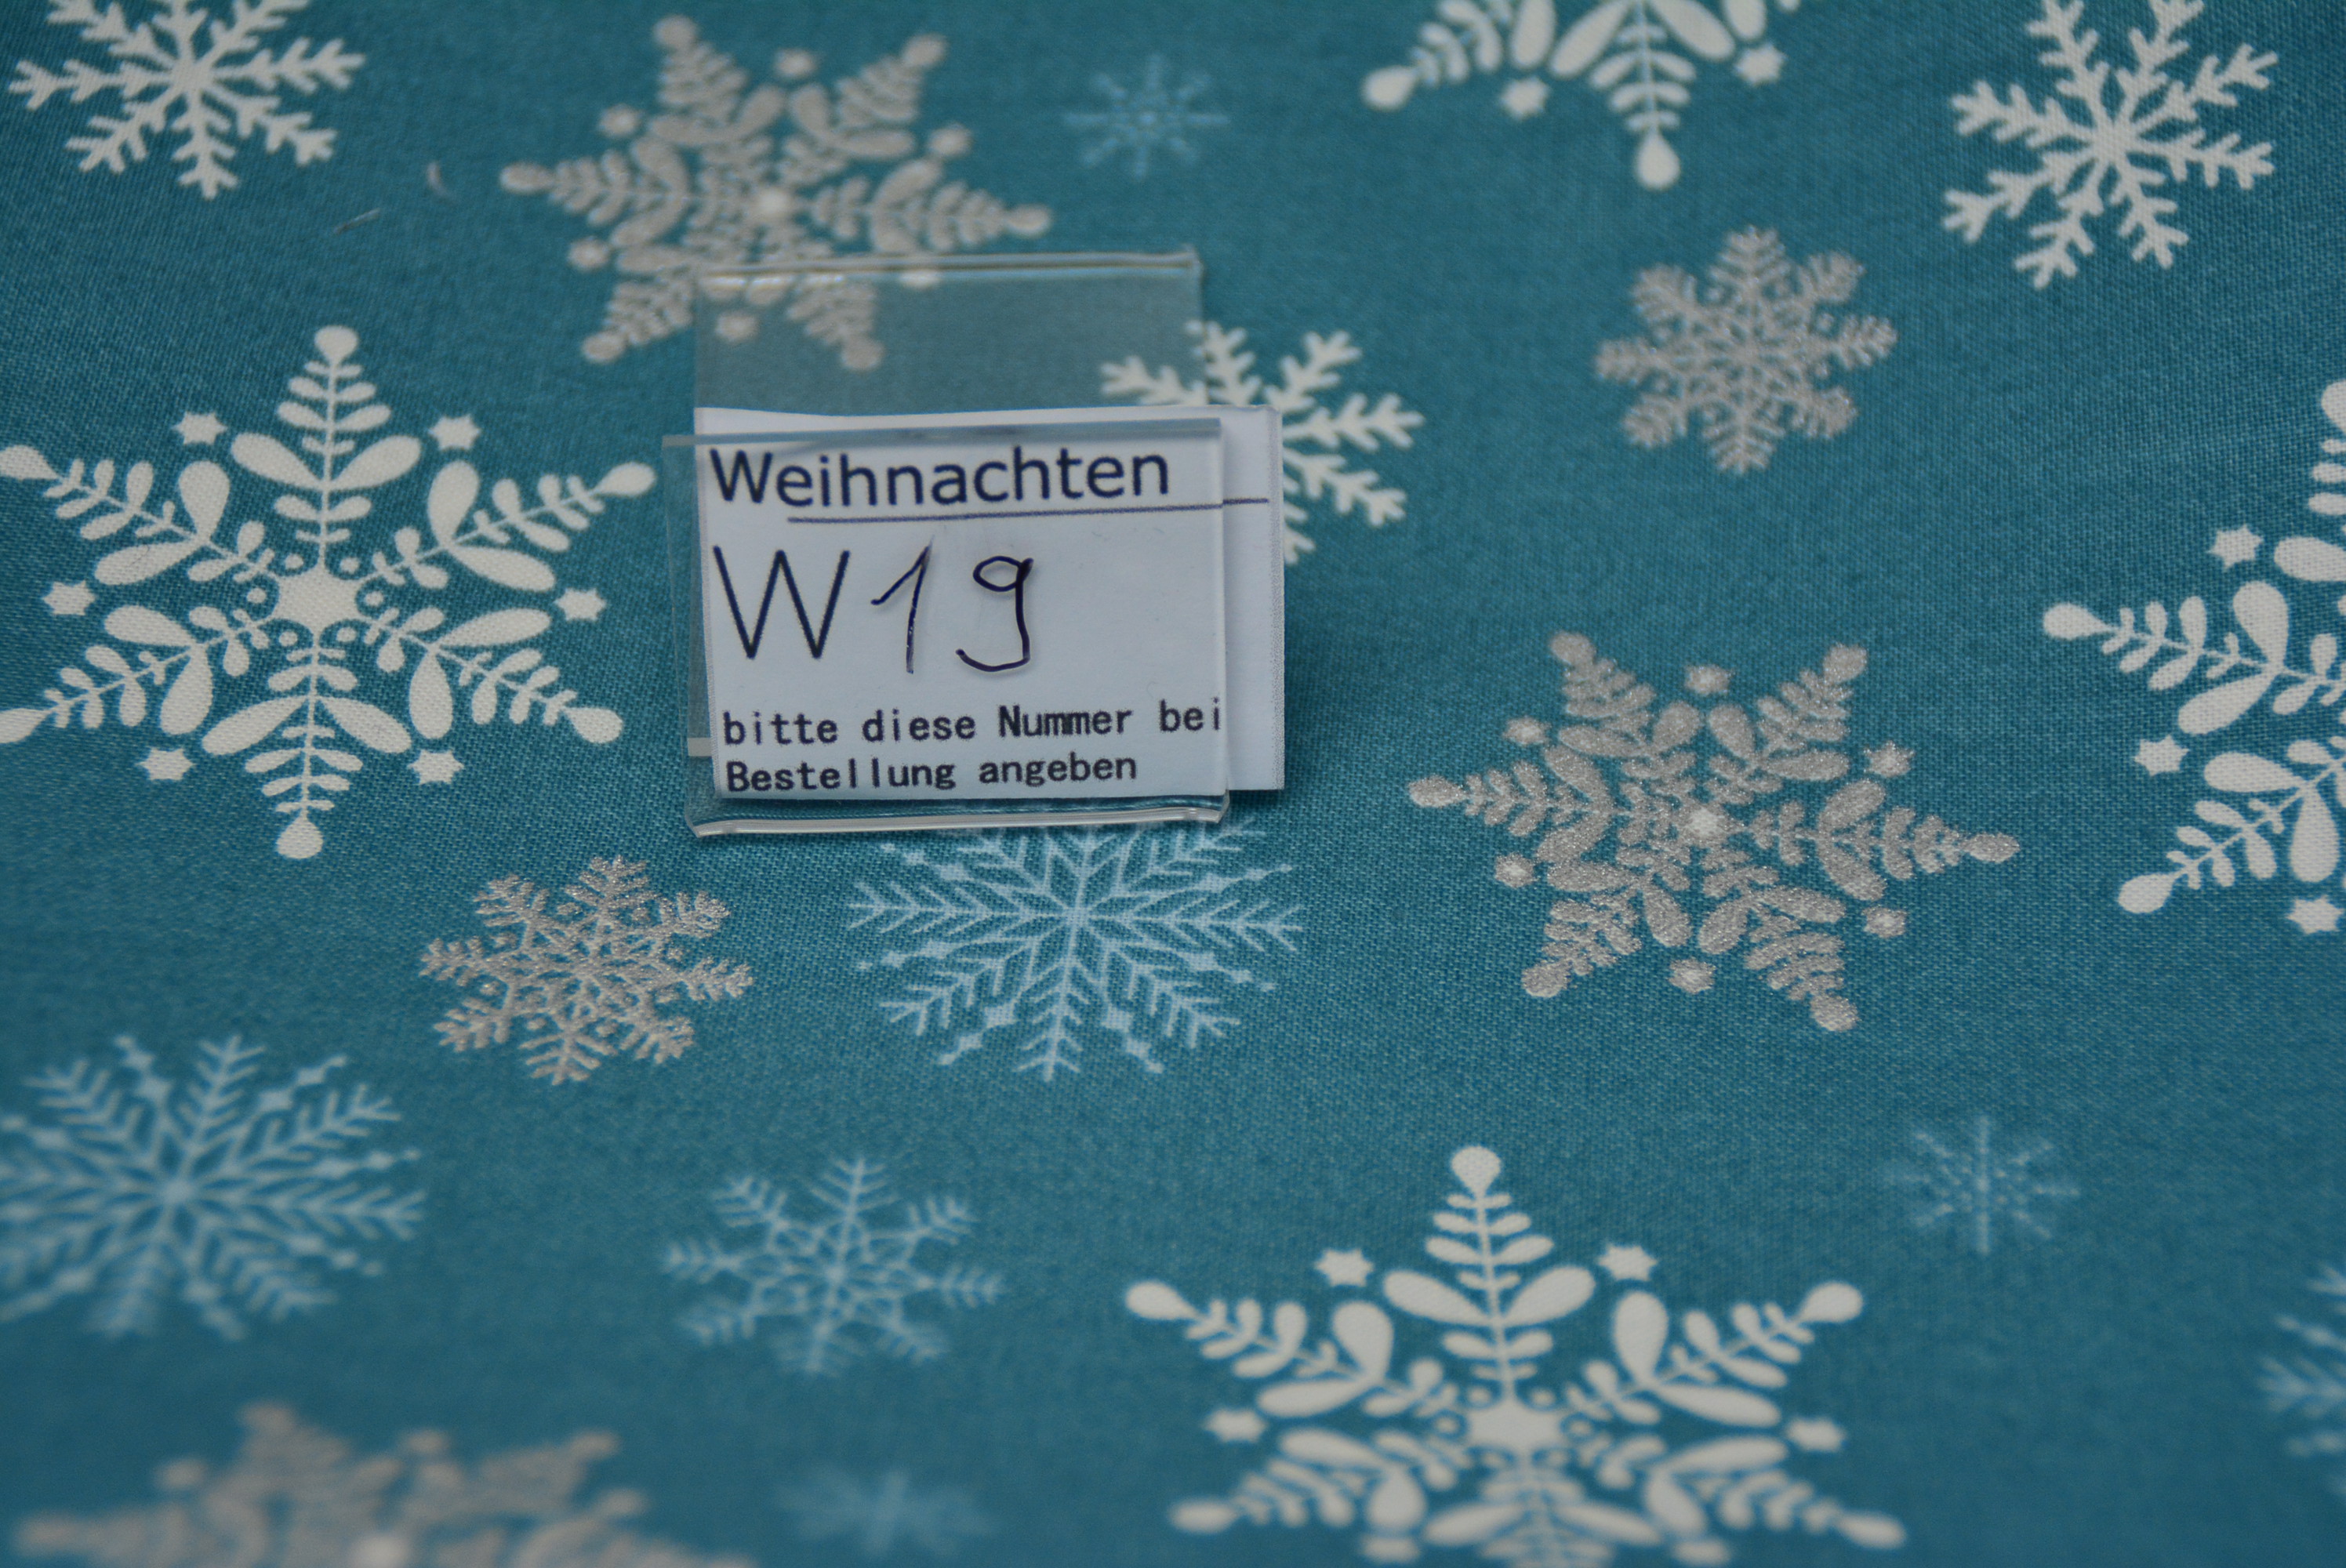 Weihnachten
W19
bitte diese Nummer bei
Bestellung angeben